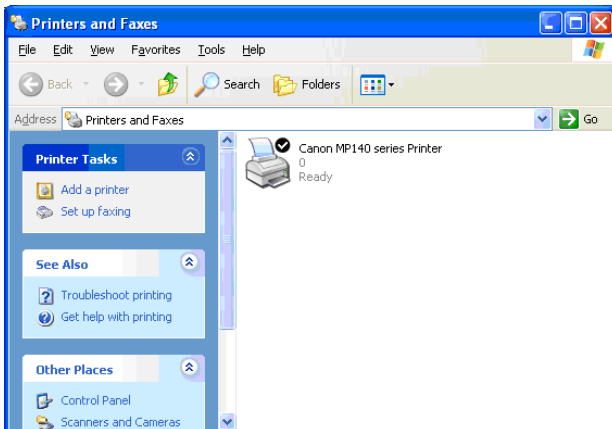 Printers and Faxes
File Edit View Favorites Tools Help
Back Search Folders
Address Printers and Faxes Go
Printer Tasks
Add a printer
Set up faxing
See Also
Troubleshoot printing
Get help with printing
Other Places
Control Panel
Scanners and Cameras
Canon MP140 series Printer
0
Ready